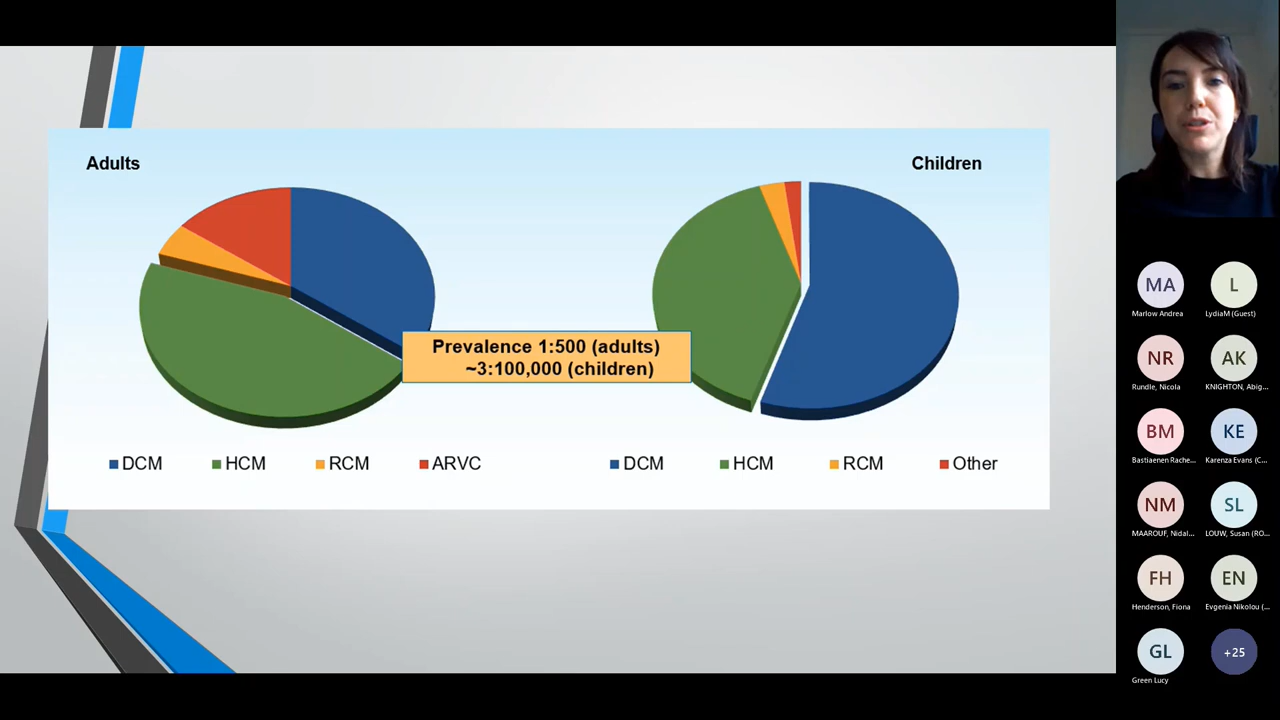 Adults
Children
Prevalence 1:500 (adults)
~3:100,000 (children)
DCM HCM RCM ARVC
DCM HCM RCM Other
MA L
Marlow Andrea LydiaM (Guest)
NR AK
Rundle, Nicola KNIGHTON, Abig...
BM KE
Bastiaenen Rache... Karenza Evans (C...
NM SL
MAAROUF, Nidal... LOUW, Susan (RO...
FH EN
Henderson, Fiona Evgenia Nikolou (...
GL +25
Green Lucy